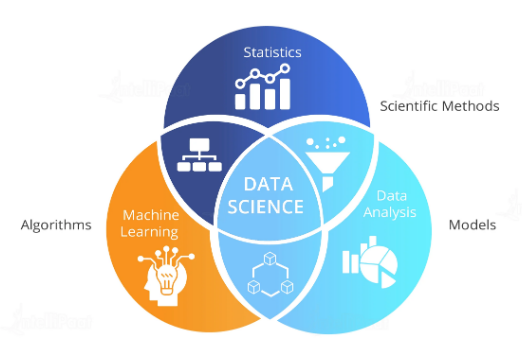 Statistics
Scientific Methods
DATA
SCIENCE
Data
Analysis
Machine
Learning
Algorithms
Models